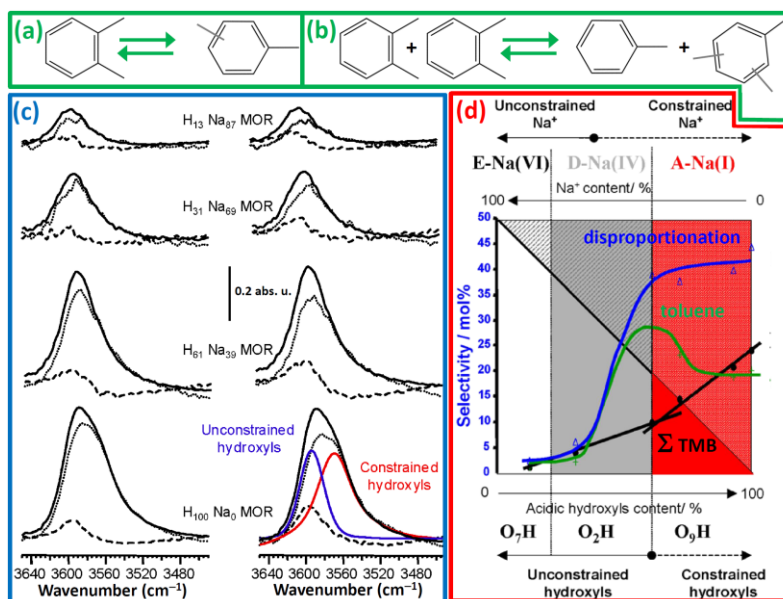 (a)
(b)
+
+
(c)
H₁₃ Na₈₇ MOR
H₃₁ Na₆₉ MOR
0.2 abs. u.
H₆₁ Na₃₉ MOR
Unconstrained
hydroxyls
Constrained
hydroxyls
H₁₀₀ Na₀ MOR
3640 3600 3560 3520 3480
Wavenumber (cm⁻¹)
3640 3600 3560 3520 3480
Wavenumber (cm⁻¹)
(d)
Unconstrained
Na⁺
Constrained
Na⁺
E-Na(VI) D-Na(IV) A-Na(I)
100 Na⁺ content/ % 0
50
45
40
35
30
25
20
15
10
5
0
Selectivity / mol%
disproportionation
toluene
Σ TMB
0 100
Acidic hydroxyls content/ %
O₇H O₂H O₉H
Unconstrained
hydroxyls
Constrained
hydroxyls